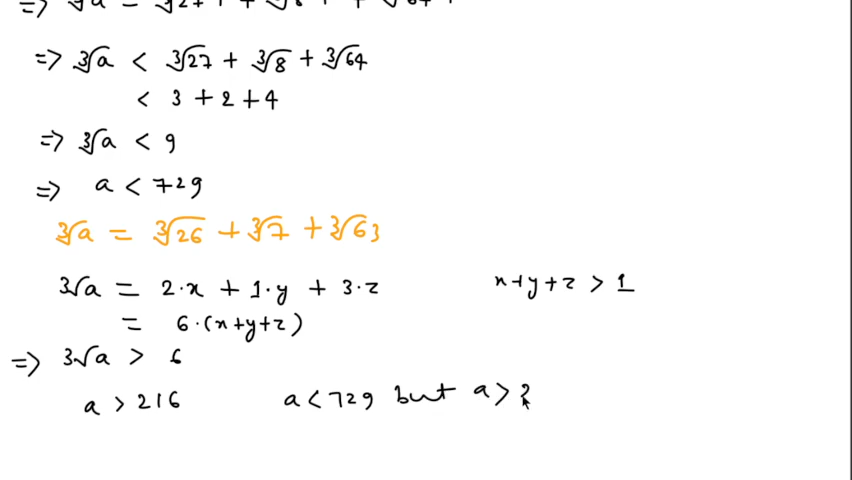 => ∛a < ∛27 + ∛8 + ∛64
< 3 + 2 + 4
=> ∛a < 9
=> a < 729
∛a = ∛26 + ∛7 + ∛63
∛a = 2·x + 1·y + 3·z x+y+z > 1
= 6·(x+y+z)
=> ∛a > 6
a > 216 a < 729 but a > 2